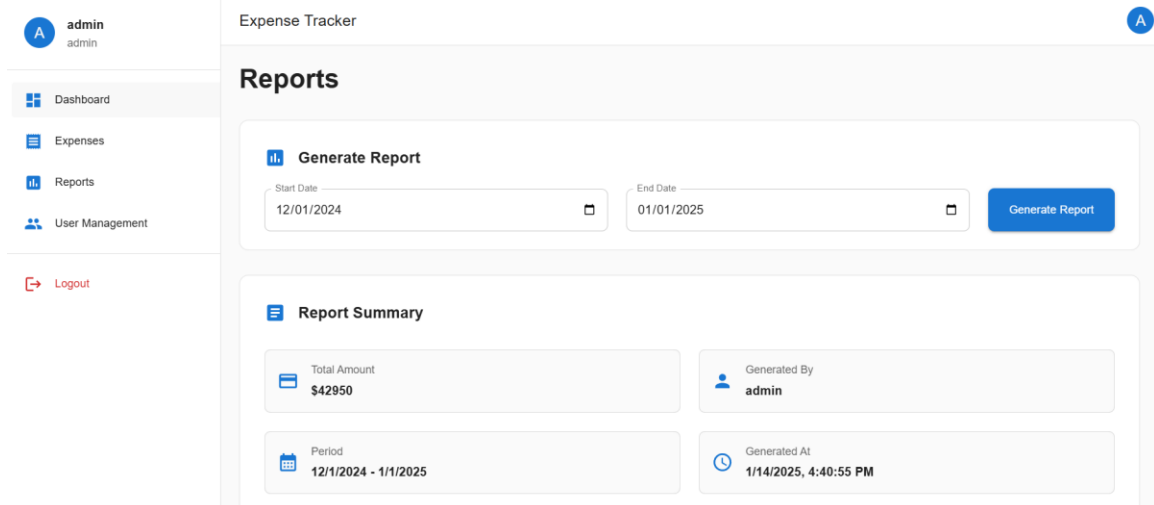 A
admin
admin
Dashboard
Expenses
Reports
User Management
Logout
Expense Tracker
A
Reports
Generate Report
Start Date
12/01/2024
End Date
01/01/2025
Generate Report
Report Summary
Total Amount
$42950
Generated By
admin
Period
12/1/2024 - 1/1/2025
Generated At
1/14/2025, 4:40:55 PM